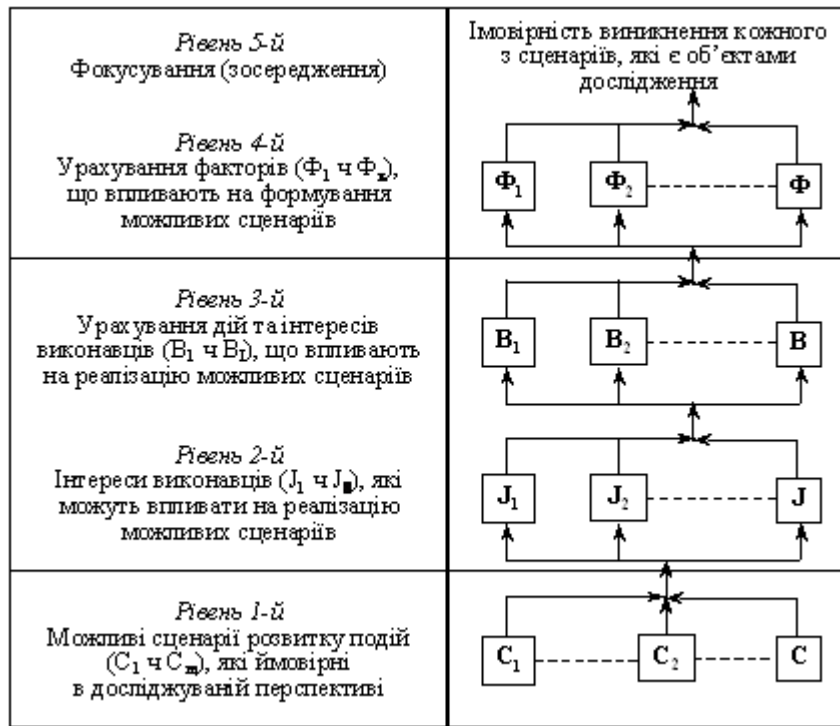 Рівень 5-й
Фокусування (зосередження)
Імовірність виникнення кожного
з сценаріїв, які є об’єктами
дослідження
Рівень 4-й
Урахування факторів (Ф₁ ч Фₖ),
що впливають на формування
можливих сценаріїв
Ф₁ Ф₂ Ф
Рівень 3-й
Урахування дій та інтересів
виконавців (В₁ ч В_I), що впливають
на реалізацію можливих сценаріїв
В₁ В₂ В
Рівень 2-й
Інтереси виконавців (J₁ ч J), які
можуть впливати на реалізацію
можливих сценаріїв
J₁ J₂ J
Рівень 1-й
Можливі сценарії розвитку подій
(С₁ ч Сₘ), які ймовірні
в досліджуваній перспективі
С₁ С₂ С